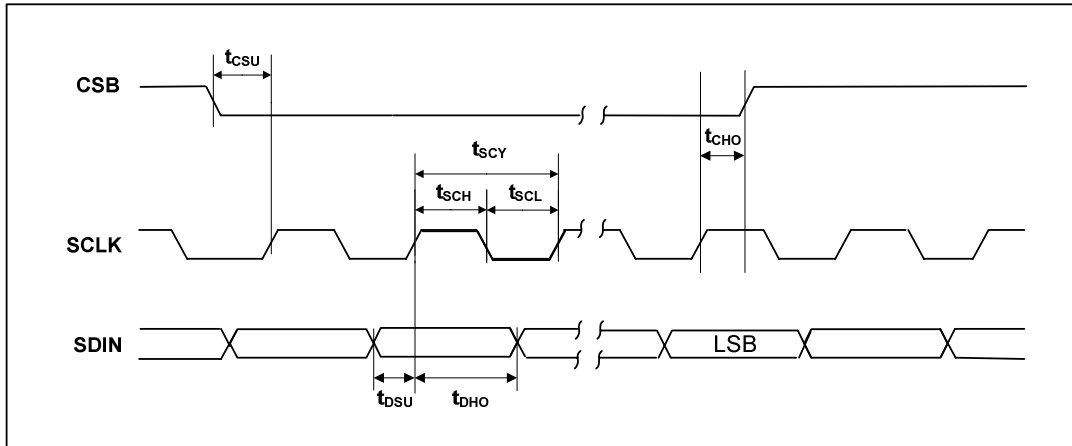 tCSU
CSB
tCHO
tSCY
tSCH tSCL
SCLK
SDIN
LSB
tDSU tDHO